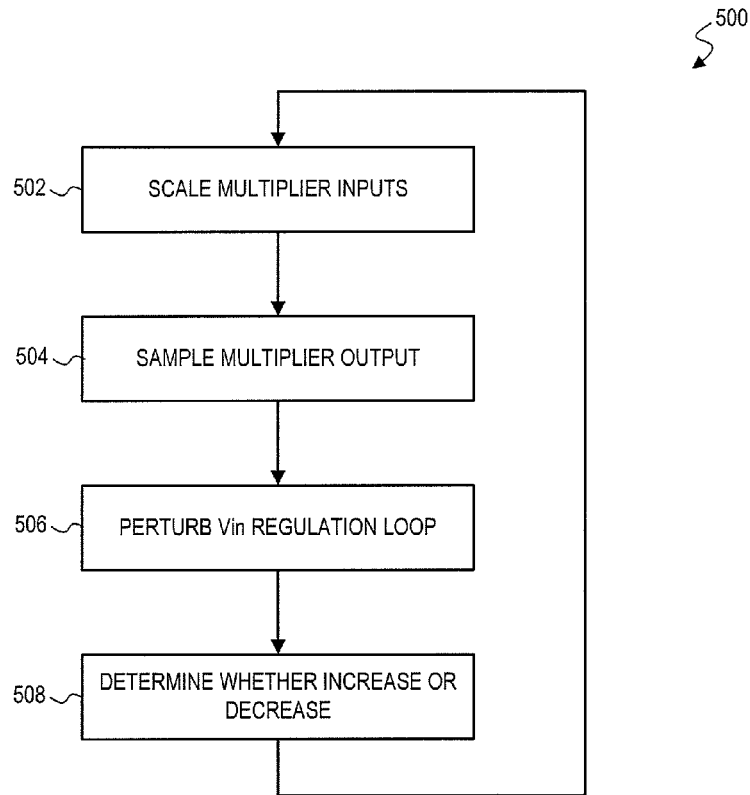 500
502
SCALE MULTIPLIER INPUTS
504
SAMPLE MULTIPLIER OUTPUT
506
PERTURB Vin REGULATION LOOP
508
DETERMINE WHETHER INCREASE OR
DECREASE